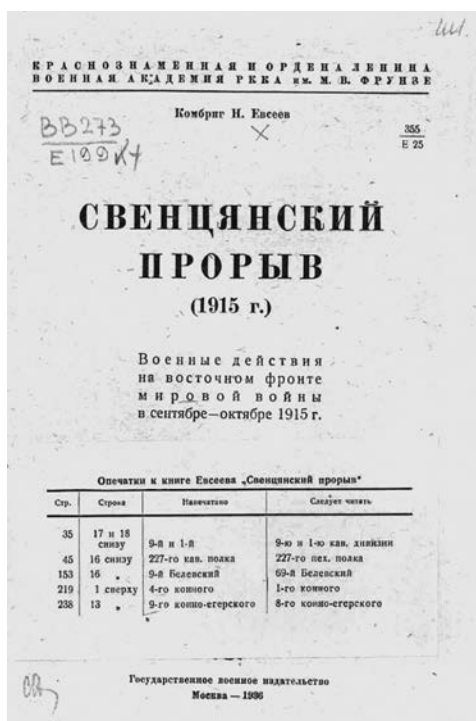 КРАСНОЗНАМЕННАЯ И ОРДЕНА ЛЕНИНА
ВОЕННАЯ АКАДЕМИЯ РККА им. М. В. ФРУНЗЕ
Комбриг Н. Евсеев
ВВ273
Е199
355
Е 25
СВЕНЦЯНСКИЙ
ПРОРЫВ
(1915 г.)
Военные действия
на восточном фронте
мировой войны
в сентябре—октябре 1915 г.
Опечатки к книге Евсеева „Свенцянский прорыв"
Стр. Строка Напечатано Следует читать
35 17 и 18 снизу 9-й и 1-й 9-ю и 1-ю кав. дивизии
45 16 снизу 227-го кав. полка 227-го пех. полка
153 16 „ 9-й Белевский 69-й Белевский
219 1 сверху 4-го конного 1-го конного
238 13 „ 9-го конно-егерского 8-го конно-егерского
Государственное военное издательство
Москва — 1936